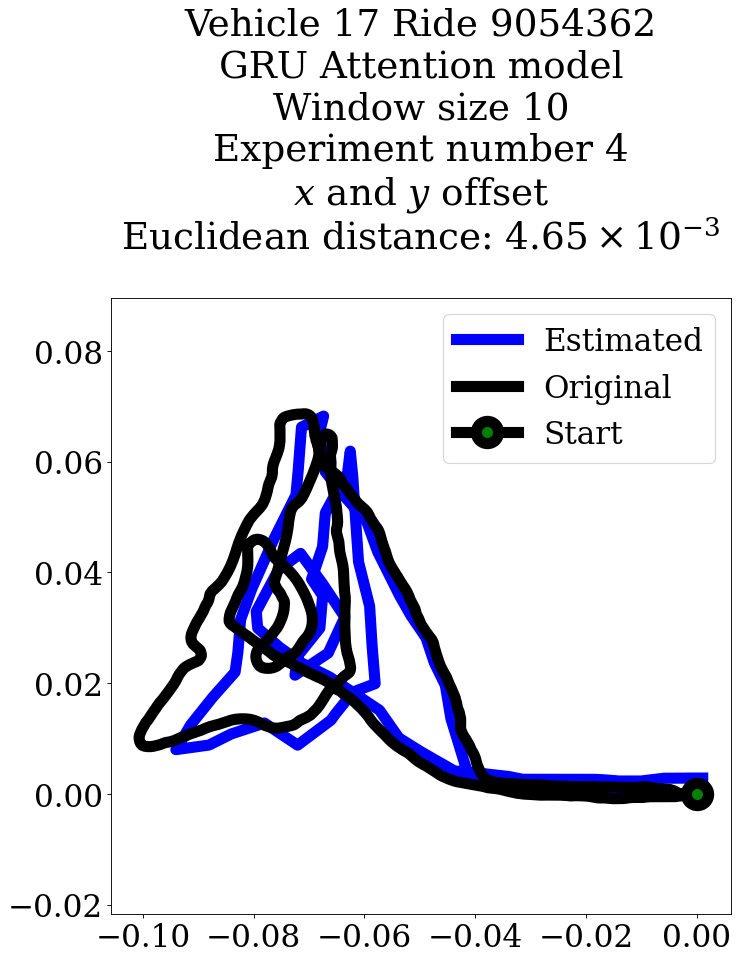 Vehicle 17 Ride 9054362
GRU Attention model
Window size 10
Experiment number 4
x and y offset
Euclidean distance: 4.65 × 10⁻³
Estimated
Original
Start
0.08
0.06
0.04
0.02
0.00
−0.02
−0.10 −0.08 −0.06 −0.04 −0.02 0.00